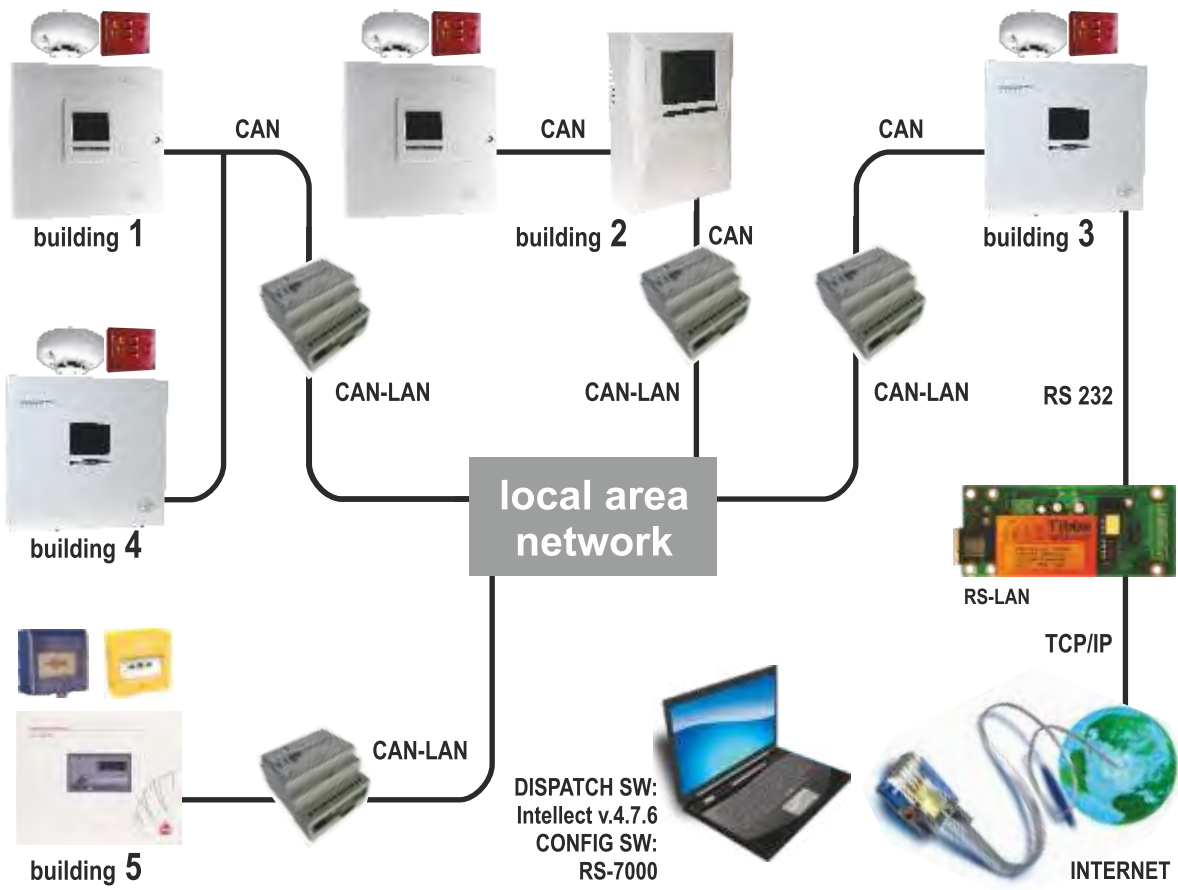 CAN
CAN
CAN
building 1
building 2
CAN
building 3
CAN-LAN
CAN-LAN
CAN-LAN
RS 232
local area
network
building 4
Tibbo
RS-LAN
TCP/IP
CAN-LAN
DISPATCH SW:
Intellect v.4.7.6
CONFIG SW:
RS-7000
building 5
INTERNET